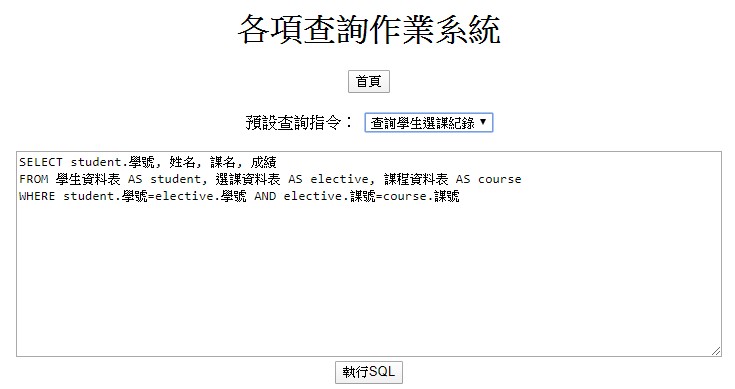 各項查詢作業系統
首頁
預設查詢指令： 查詢學生選課紀錄
SELECT student.學號, 姓名, 課名, 成績
FROM 學生資料表 AS student, 選課資料表 AS elective, 課程資料表 AS course
WHERE student.學號=elective.學號 AND elective.課號=course.課號
執行SQL